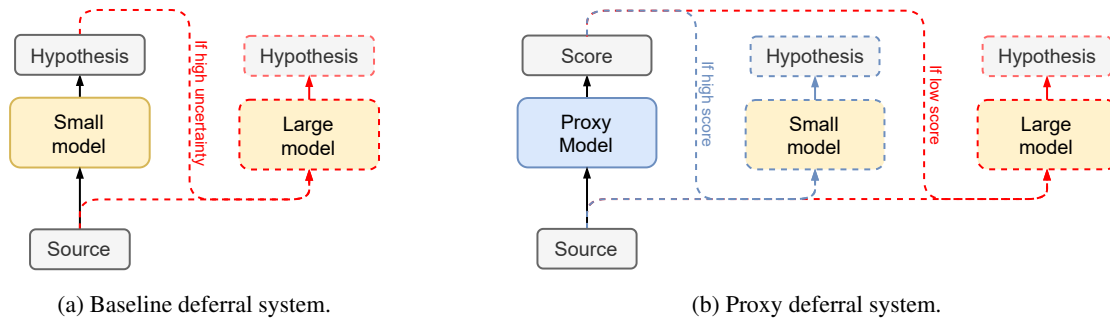 Hypothesis
If high uncertainty
Hypothesis
Small
model
Large
model
Source
(a) Baseline deferral system.
Score
If high score
Hypothesis
If low score
Hypothesis
Proxy
Model
Small
model
Large
model
Source
(b) Proxy deferral system.